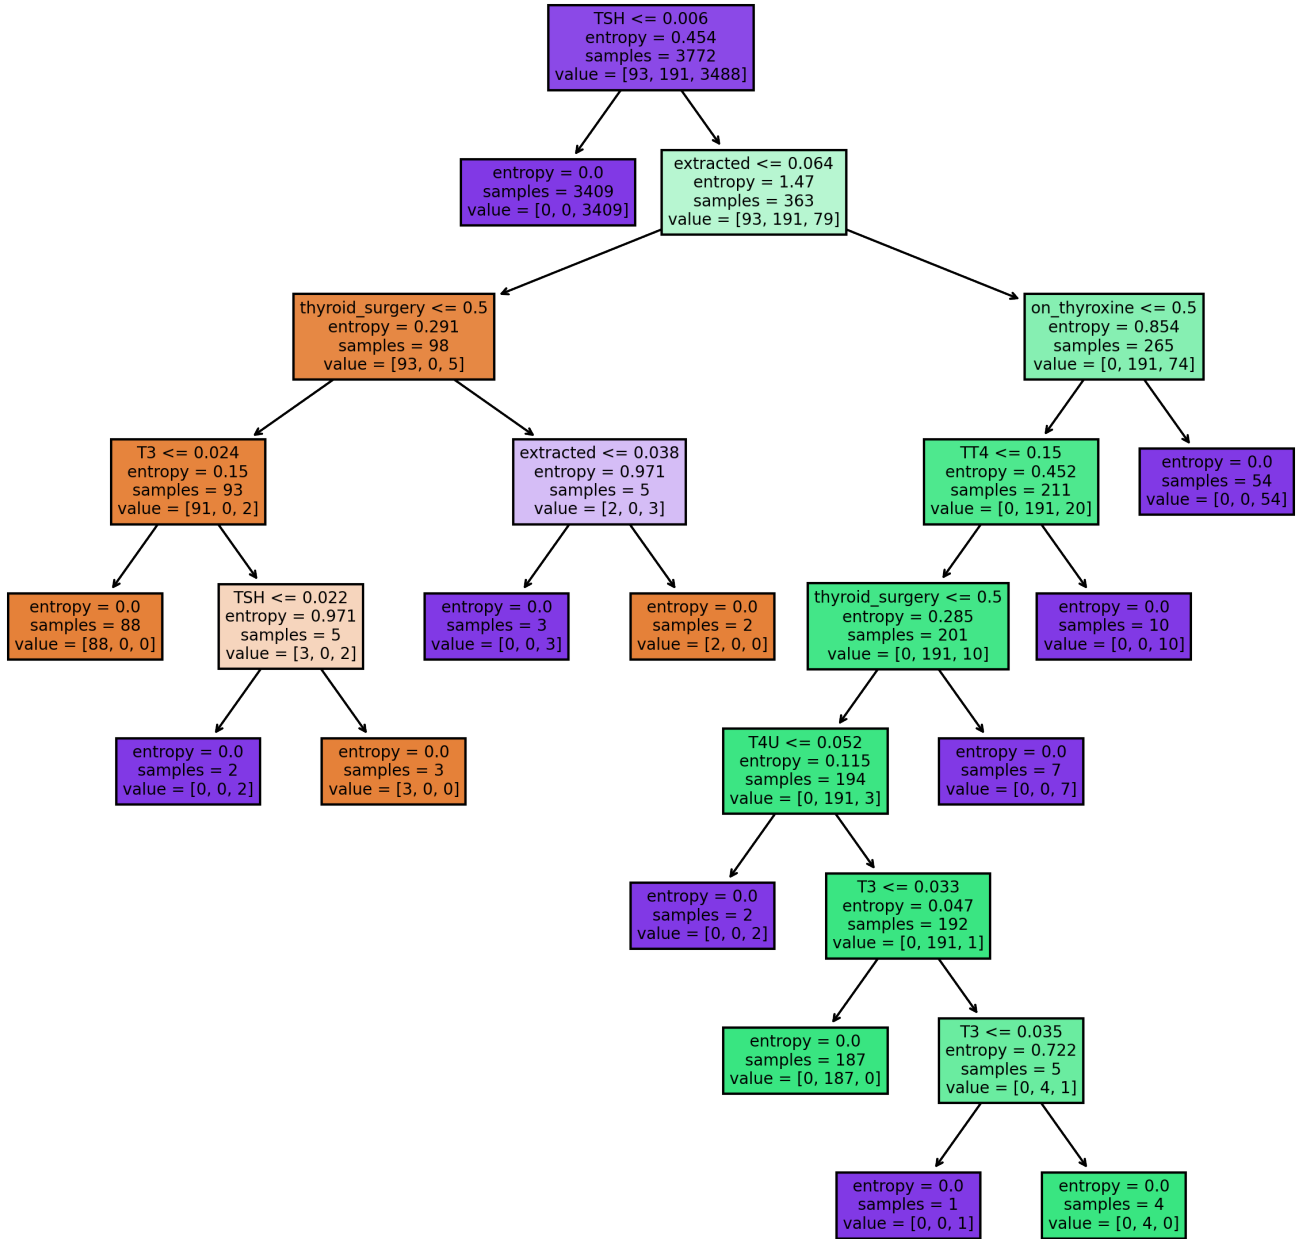 TSH <= 0.006
entropy = 0.454
samples = 3772
value = [93, 191, 3488]
entropy = 0.0
samples = 3409
value = [0, 0, 3409]
extracted <= 0.064
entropy = 1.47
samples = 363
value = [93, 191, 79]
thyroid_surgery <= 0.5
entropy = 0.291
samples = 98
value = [93, 0, 5]
on_thyroxine <= 0.5
entropy = 0.854
samples = 265
value = [0, 191, 74]
T3 <= 0.024
entropy = 0.15
samples = 93
value = [91, 0, 2]
extracted <= 0.038
entropy = 0.971
samples = 5
value = [2, 0, 3]
TT4 <= 0.15
entropy = 0.452
samples = 211
value = [0, 191, 20]
entropy = 0.0
samples = 54
value = [0, 0, 54]
entropy = 0.0
samples = 88
value = [88, 0, 0]
TSH <= 0.022
entropy = 0.971
samples = 5
value = [3, 0, 2]
entropy = 0.0
samples = 3
value = [0, 0, 3]
entropy = 0.0
samples = 2
value = [2, 0, 0]
thyroid_surgery <= 0.5
entropy = 0.285
samples = 201
value = [0, 191, 10]
entropy = 0.0
samples = 10
value = [0, 0, 10]
entropy = 0.0
samples = 2
value = [0, 0, 2]
entropy = 0.0
samples = 3
value = [3, 0, 0]
T4U <= 0.052
entropy = 0.115
samples = 194
value = [0, 191, 3]
entropy = 0.0
samples = 7
value = [0, 0, 7]
entropy = 0.0
samples = 2
value = [0, 0, 2]
T3 <= 0.033
entropy = 0.047
samples = 192
value = [0, 191, 1]
entropy = 0.0
samples = 187
value = [0, 187, 0]
T3 <= 0.035
entropy = 0.722
samples = 5
value = [0, 4, 1]
entropy = 0.0
samples = 1
value = [0, 0, 1]
entropy = 0.0
samples = 4
value = [0, 4, 0]